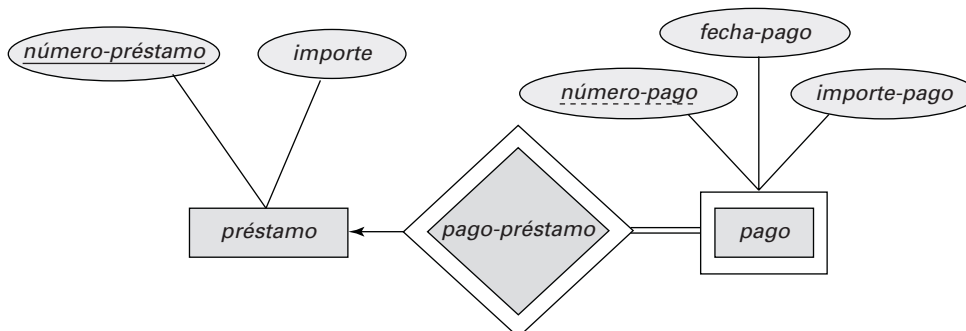 fecha-pago
número-préstamo
importe
número-pago
importe-pago
préstamo
pago-préstamo
pago